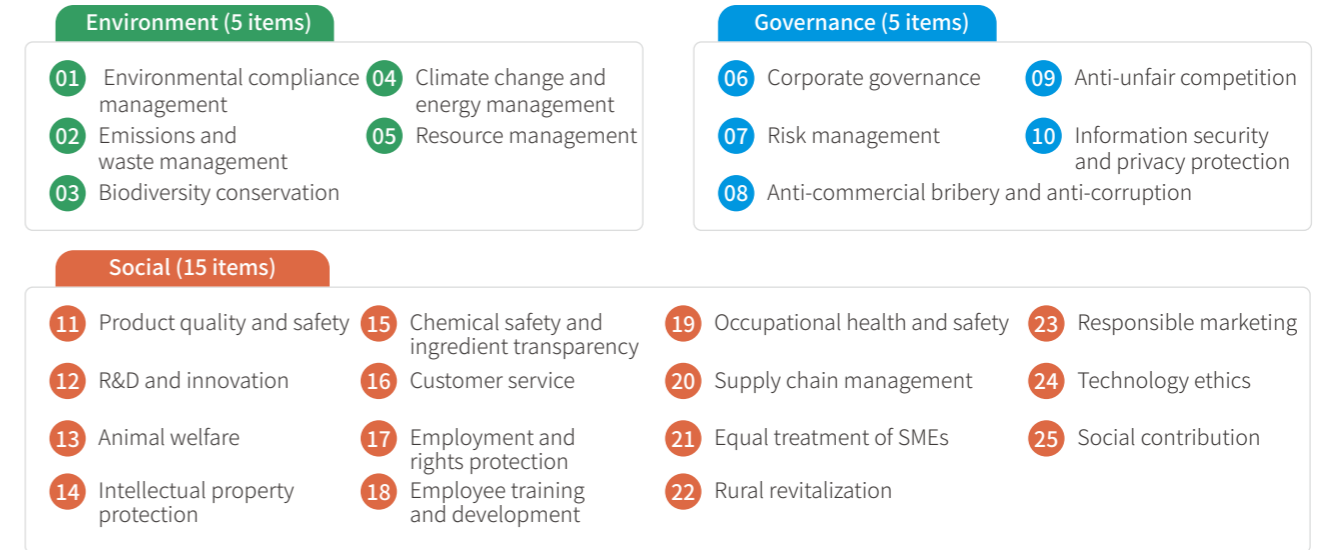 Environment (5 items)
01 Environmental compliance
management
02 Emissions and
waste management
03 Biodiversity conservation
04 Climate change and
energy management
05 Resource management
Governance (5 items)
06 Corporate governance
07 Risk management
08 Anti-commercial bribery and anti-corruption
09 Anti-unfair competition
10 Information security
and privacy protection
Social (15 items)
11 Product quality and safety
12 R&D and innovation
13 Animal welfare
14 Intellectual property
protection
15 Chemical safety and
ingredient transparency
16 Customer service
17 Employment and
rights protection
18 Employee training
and development
19 Occupational health and safety
20 Supply chain management
21 Equal treatment of SMEs
22 Rural revitalization
23 Responsible marketing
24 Technology ethics
25 Social contribution